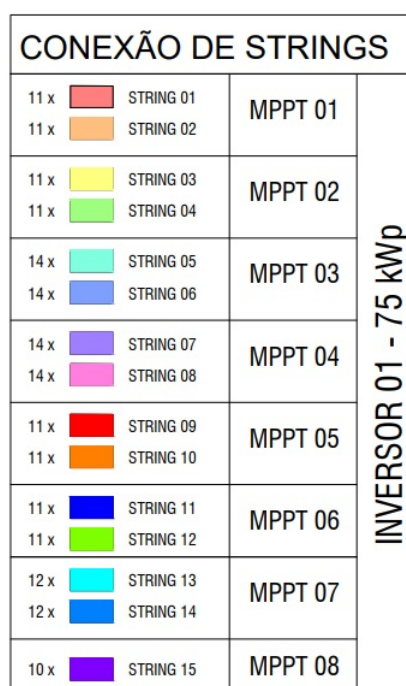 CONEXÃO DE STRINGS
11 x STRING 01
11 x STRING 02
MPPT 01
11 x STRING 03
11 x STRING 04
MPPT 02
14 x STRING 05
14 x STRING 06
MPPT 03
14 x STRING 07
14 x STRING 08
MPPT 04
11 x STRING 09
11 x STRING 10
MPPT 05
11 x STRING 11
11 x STRING 12
MPPT 06
12 x STRING 13
12 x STRING 14
MPPT 07
10 x STRING 15
MPPT 08
INVERSOR 01 - 75 kWp